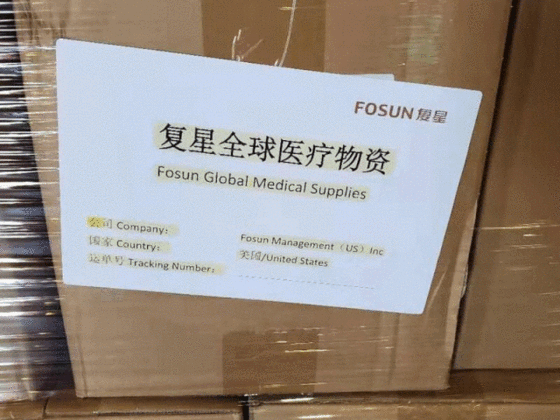 FOSUN 复星
复星全球医疗物资
Fosun Global Medical Supplies
公司 Company: Fosun Management（US）Inc
国家 Country: 美国/United States
运单号 Tracking Number: